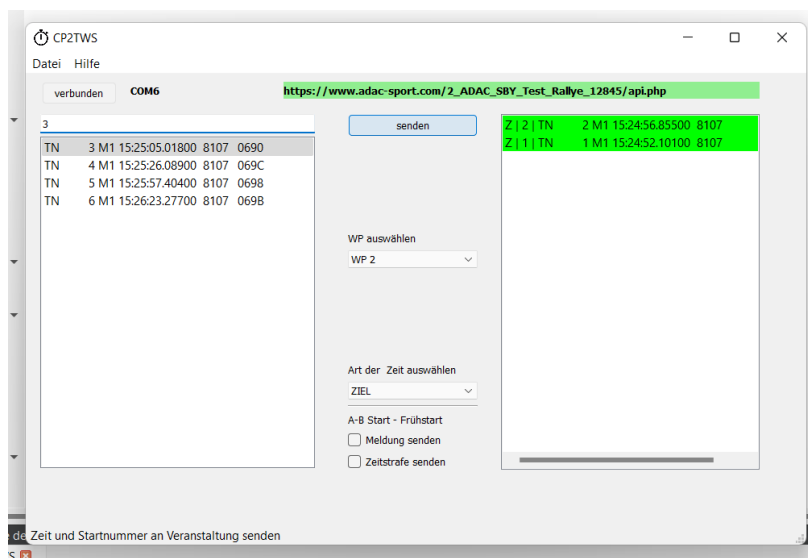 CP2TWS
Datei Hilfe
verbunden COM6 https://www.adac-sport.com/2_ADAC_SBY_Test_Rallye_12845/api.php
3
TN 3 M1 15:25:05.01800 8107 0690
TN 4 M1 15:25:26.08900 8107 069C
TN 5 M1 15:25:57.40400 8107 0698
TN 6 M1 15:26:23.27700 8107 069B
senden
WP auswählen
WP 2
Art der Zeit auswählen
ZIEL
A-B Start - Frühstart
Meldung senden
Zeitstrafe senden
Z | 2 | TN 2 M1 15:24:56.85500 8107
Z | 1 | TN 1 M1 15:24:52.10100 8107
de Zeit und Startnummer an Veranstaltung senden